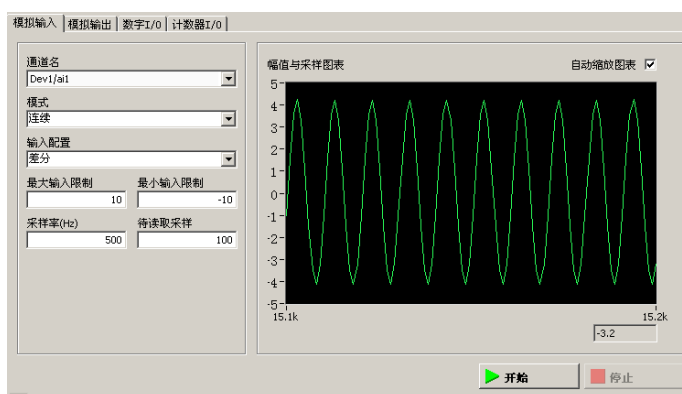 模拟输入 模拟输出 数字I/O 计数器I/O
通道名
Dev1/ai1
模式
连续
输入配置
差分
最大输入限制 最小输入限制
10 -10
采样率(Hz) 待读取采样
500 100
幅值与采样图表 自动缩放图表
5
4
3
2
1
0
-1
-2
-3
-4
-5
15.1k 15.2k
-3.2
开始 停止